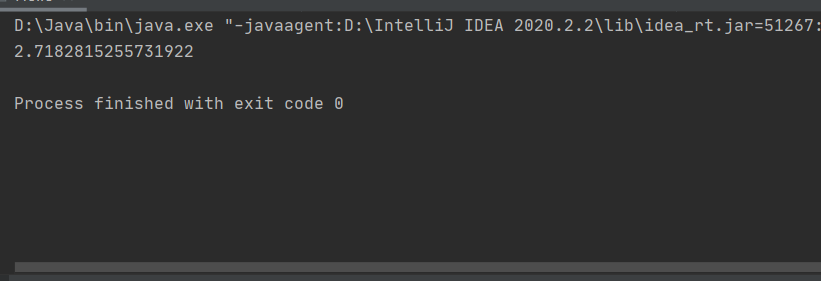 D:\Java\bin\java.exe "-javaagent:D:\IntelliJ IDEA 2020.2.2\lib\idea_rt.jar=51267:
2.7182815255731922
Process finished with exit code 0